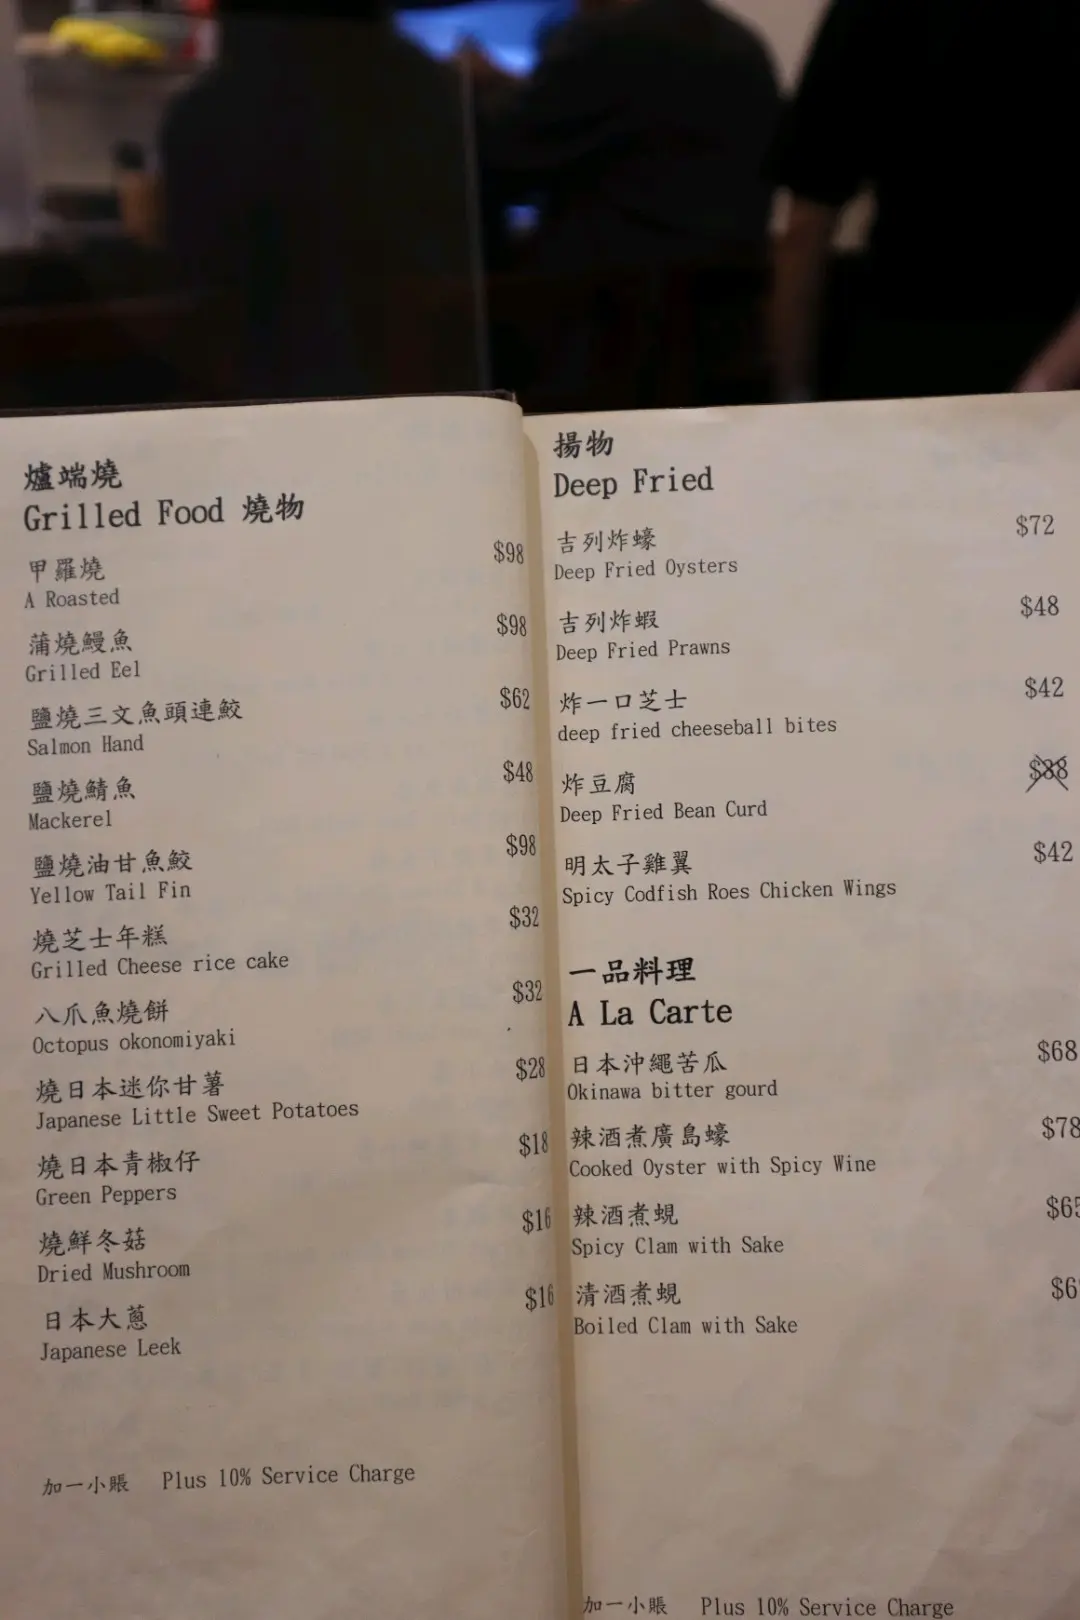 爐端燒
Grilled Food 燒物
甲羅燒 $98
A Roasted
蒲燒鰻魚 $98
Grilled Eel
鹽燒三文魚頭連鮫 $62
Salmon Hand
鹽燒鯖魚 $48
Mackerel
鹽燒油甘魚鮫 $98
Yellow Tail Fin
燒芝士年糕 $32
Grilled Cheese rice cake
八爪魚燒餅 $32
Octopus okonomiyaki
燒日本迷你甘薯 $28
Japanese Little Sweet Potatoes
燒日本青椒仔 $18
Green Peppers
燒鮮冬菇 $16
Dried Mushroom
日本大蔥 $16
Japanese Leek
加一小賬 Plus 10% Service Charge
揚物
Deep Fried
吉列炸蠔 $72
Deep Fried Oysters
吉列炸蝦 $48
Deep Fried Prawns
炸一口芝士 $42
deep fried cheeseball bites
炸豆腐 $38
Deep Fried Bean Curd
明太子雞翼 $42
Spicy Codfish Roes Chicken Wings
一品料理
A La Carte
日本沖繩苦瓜 $68
Okinawa bitter gourd
辣酒煮廣島蠔 $78
Cooked Oyster with Spicy Wine
辣酒煮蜆 $65
Spicy Clam with Sake
清酒煮蜆
Boiled Clam with Sake
加一小賬 Plus 10% Service Charge